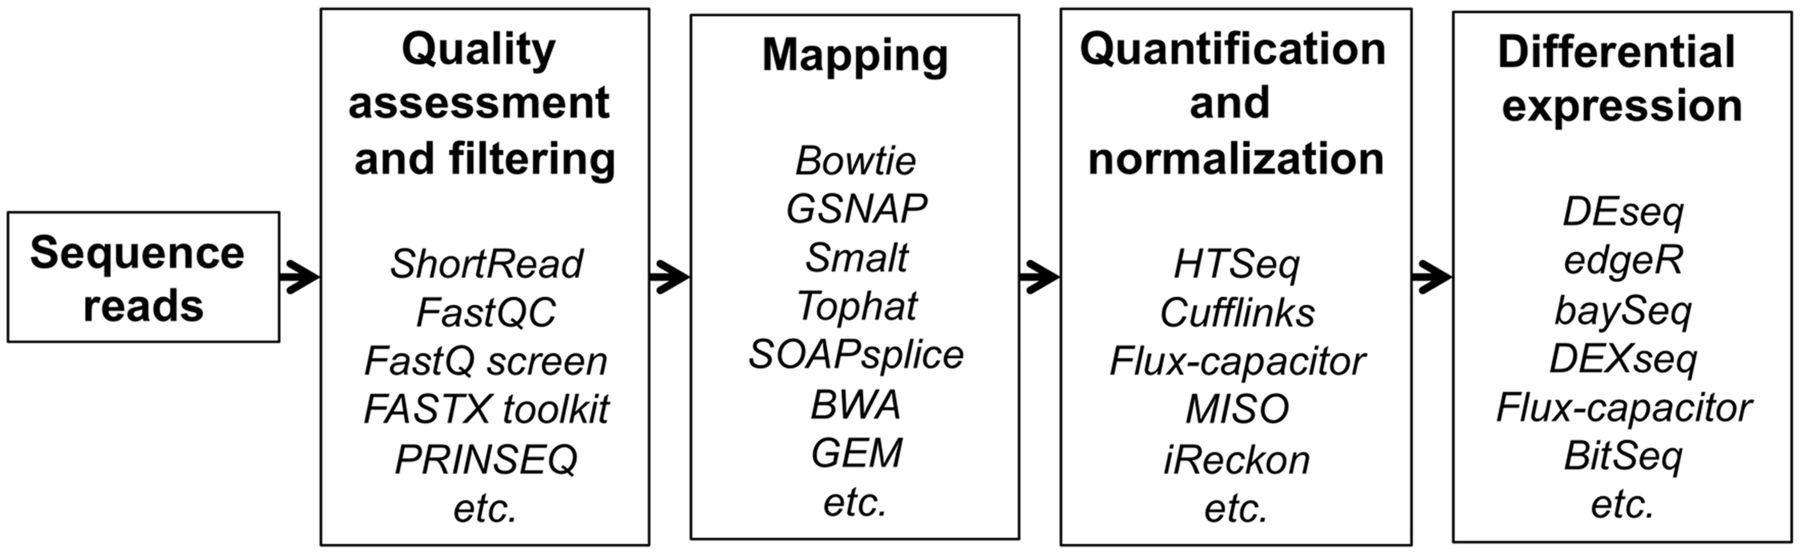 Sequence
reads
Quality
assessment
and filtering
ShortRead
FastQC
FastQ screen
FASTX toolkit
PRINSEQ
etc.
Mapping
Bowtie
GSNAP
Smalt
Tophat
SOAPsplice
BWA
GEM
etc.
Quantification
and
normalization
HTSeq
Cufflinks
Flux-capacitor
MISO
iReckon
etc.
Differential
expression
DEseq
edgeR
baySeq
DEXseq
Flux-capacitor
BitSeq
etc.